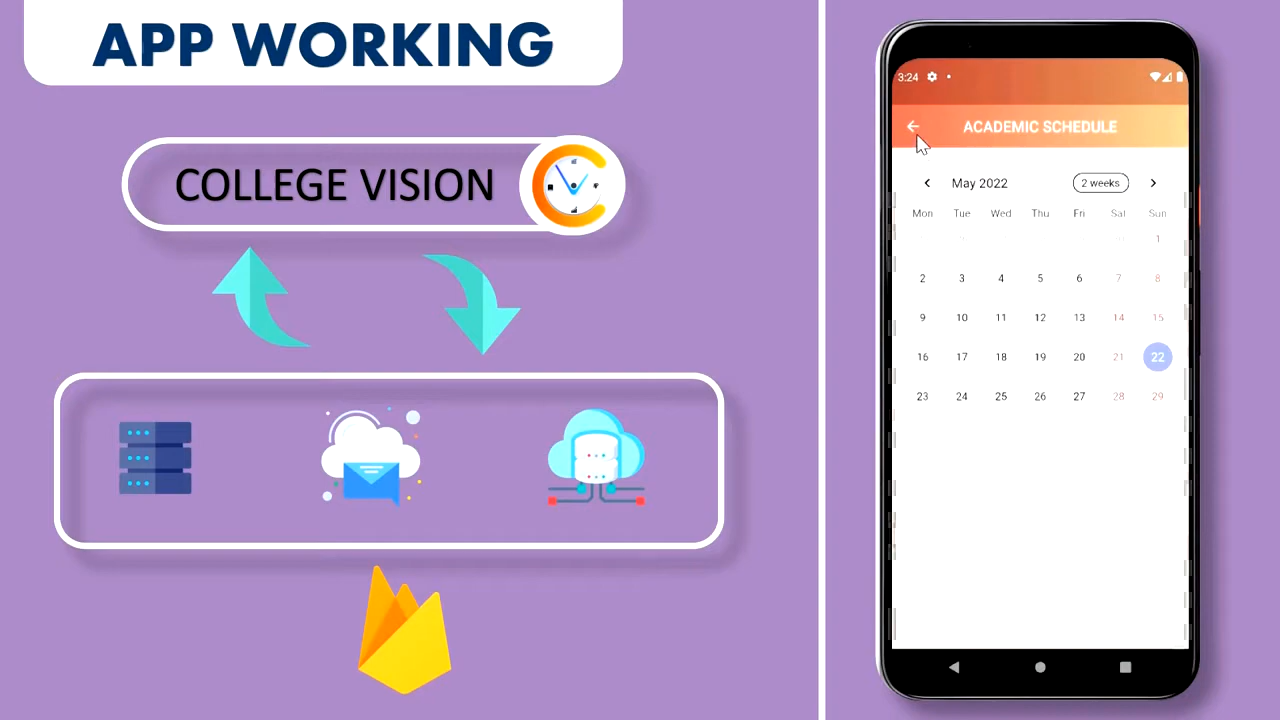 APP WORKING
COLLEGE VISION
3:24
ACADEMIC SCHEDULE
May 2022
2 weeks
Mon Tue Wed Thu Fri Sat Sun
1
2 3 4 5 6 7 8
9 10 11 12 13 14 15
16 17 18 19 20 21 22
23 24 25 26 27 28 29